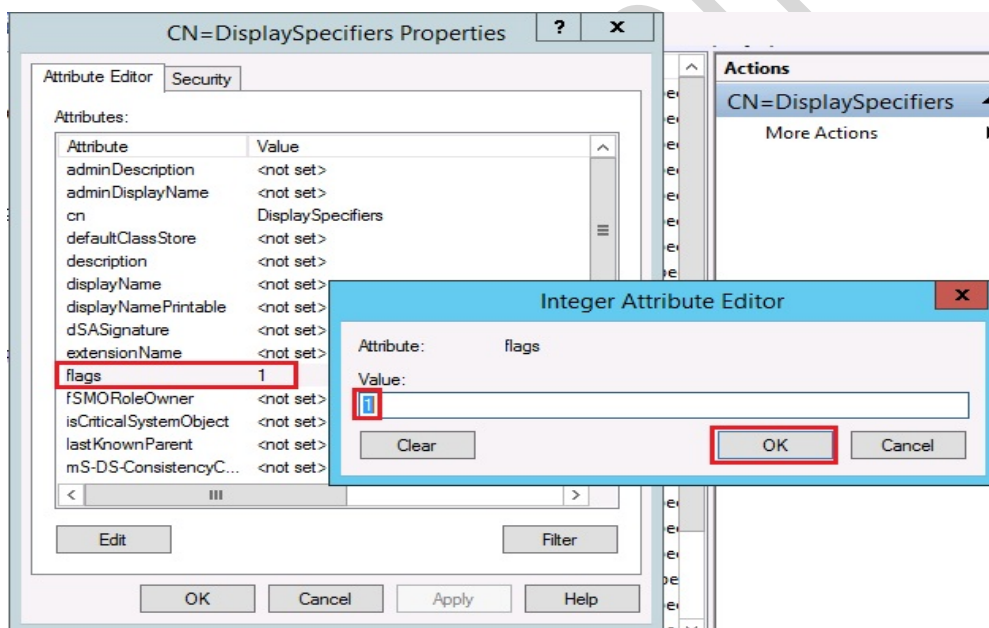 CN=DisplaySpecifiers Properties
? x
Attribute Editor Security
Attributes:
Attribute Value
adminDescription <not set>
adminDisplayName <not set>
cn DisplaySpecifiers
defaultClassStore <not set>
description <not set>
displayName <not set>
displayNamePrintable <not set>
dSASignature <not set>
extensionName <not set>
flags 1
fSMORoleOwner <not set>
isCriticalSystemObject <not set>
lastKnownParent <not set>
mS-DS-ConsistencyC... <not set>
Edit Filter
OK Cancel Apply Help
Integer Attribute Editor
x
Attribute: flags
Value:
1
Clear OK Cancel
Actions
CN=DisplaySpecifiers
More Actions